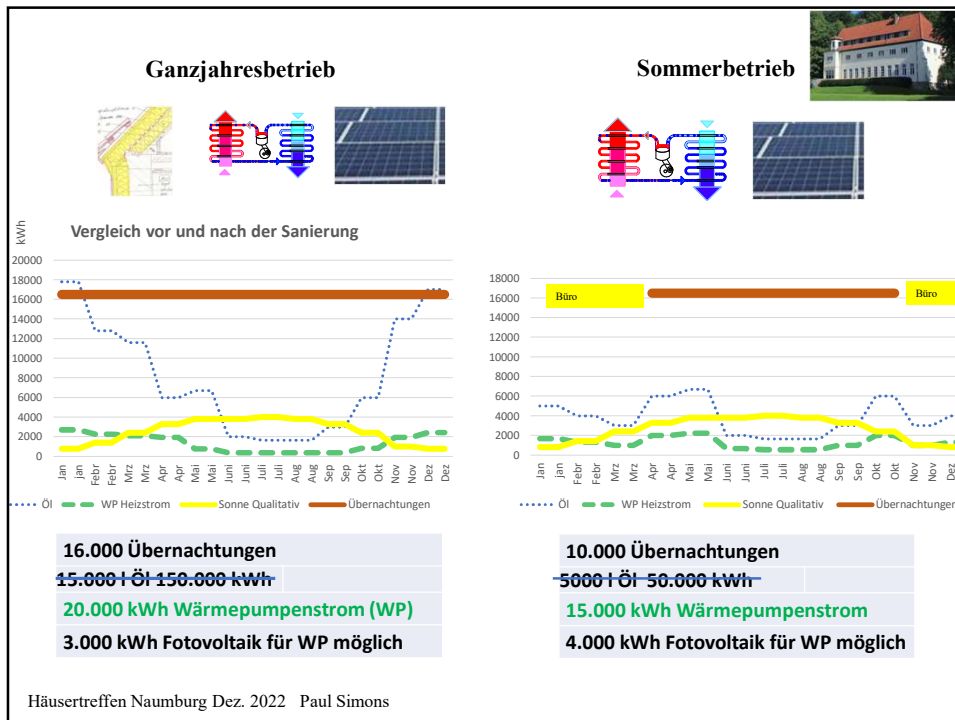 Ganzjahresbetrieb
Sommerbetrieb
kWh
Vergleich vor und nach der Sanierung
20000
18000
16000
14000
12000
10000
8000
6000
4000
2000
0
Jan jan Febr Febr Mrz Mrz Apr Apr Mai Mai Juni Juni Juli Juli Aug Aug Sep Sep Okt Okt Nov Nov Dez Dez
Öl WP Heizstrom Sonne Qualitativ Übernachtungen
16.000 Übernachtungen
15.000 l Öl 150.000 kWh
20.000 kWh Wärmepumpenstrom (WP)
3.000 kWh Fotovoltaik für WP möglich
18000
16000
14000
12000
10000
8000
6000
4000
2000
0
Büro
Büro
Jan Jan Febr Febr Mrz Mrz Apr Apr Mai Mai Juni Juni Juli Juli Aug Aug Sep Sep Okt Okt Nov Nov Dez
Öl WP Heizstrom Sonne Qualitativ Übernachtungen
10.000 Übernachtungen
5000 l Öl 50.000 kWh
15.000 kWh Wärmepumpenstrom
4.000 kWh Fotovoltaik für WP möglich
Häusertreffen Naumburg Dez. 2022 Paul Simons